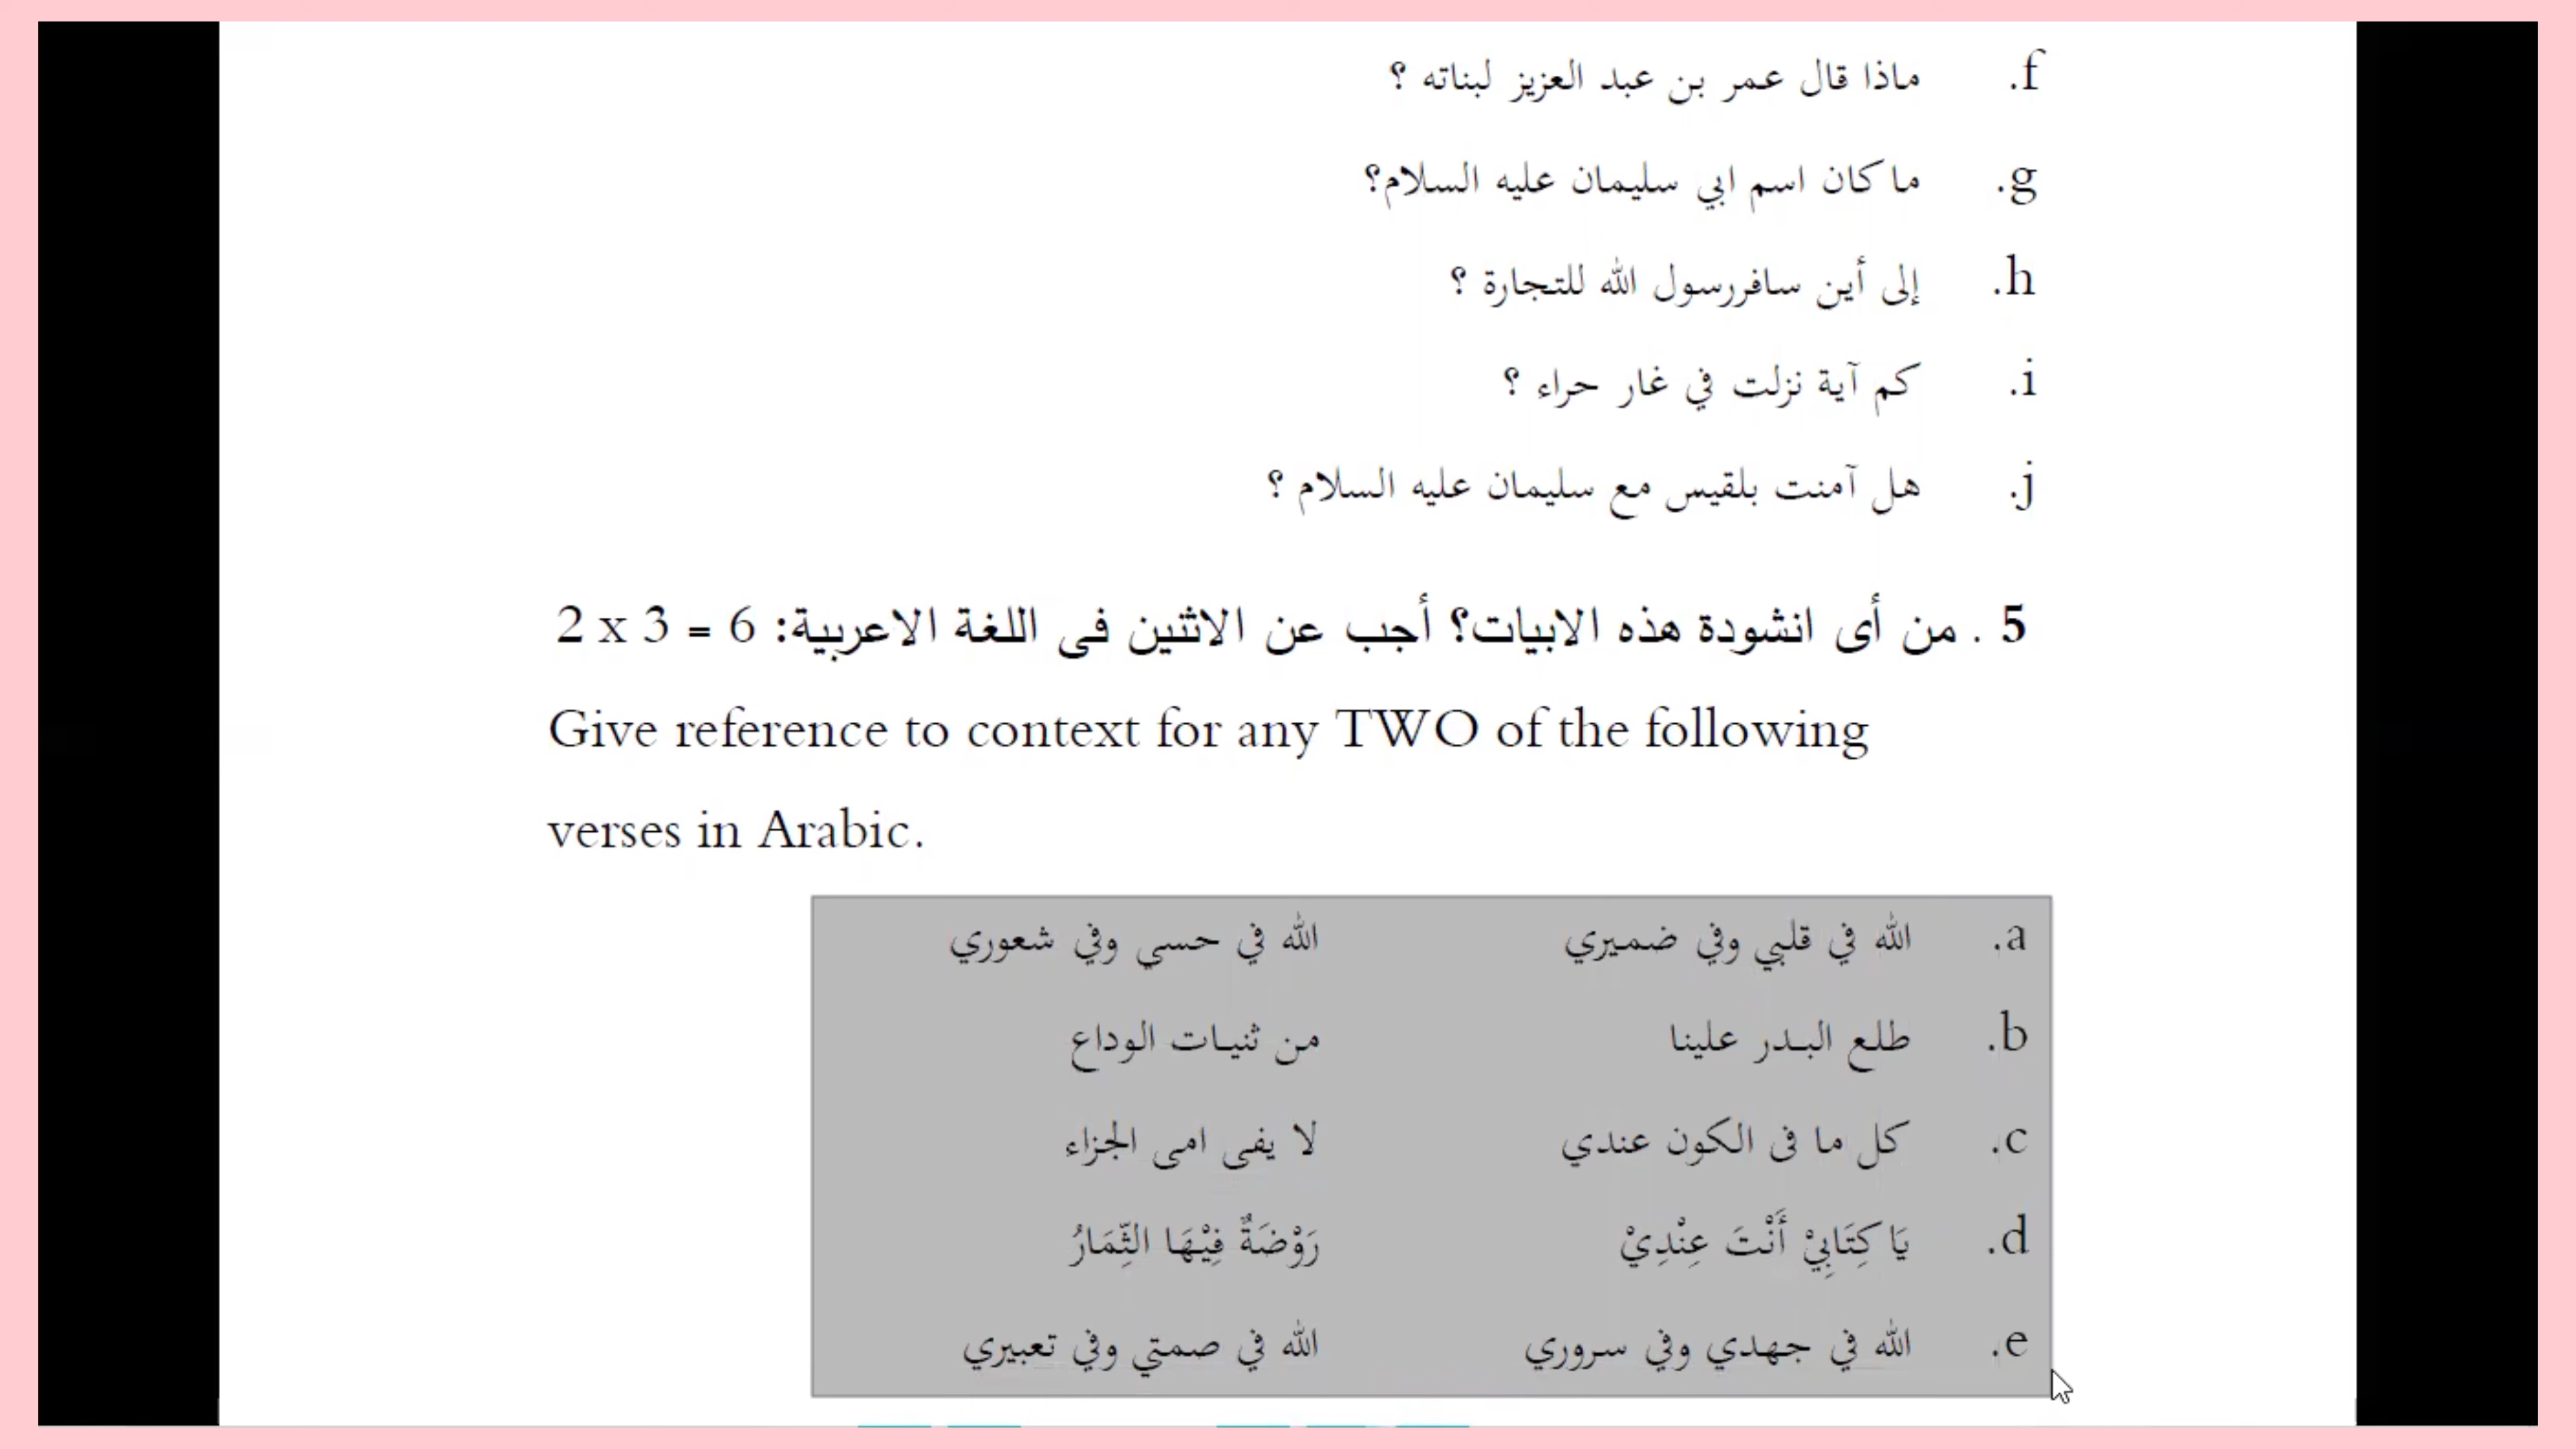 f. ماذا قال عمر بن عبد العزيز لبناته ؟
g. ما كان اسم ابي سليمان عليه السلام؟
h. إلى أين سافررسول الله للتجارة ؟
i. كم آية نزلت في غار حراء ؟
j. هل آمنت بلقيس مع سليمان عليه السلام ؟
5 . من أى انشودة هذه الابيات؟ أجب عن الاثنين فى اللغة الاعربية: 2 x 3 = 6
Give reference to context for any TWO of the following
verses in Arabic.
a. الله في قلبي وفي ضميري الله في حسي وفي شعوري
b. طلع البدر علينا من ثنيات الوداع
c. كل ما فى الكون عندي لا يفى امى الجزاء
d. يَا كِتَابِيْ أَنْتَ عِنْدِيْ رَوْضَةٌ فِيْهَا الثِّمَارُ
e. الله في جهدي وفي سروري الله في صمتي وفي تعبيري